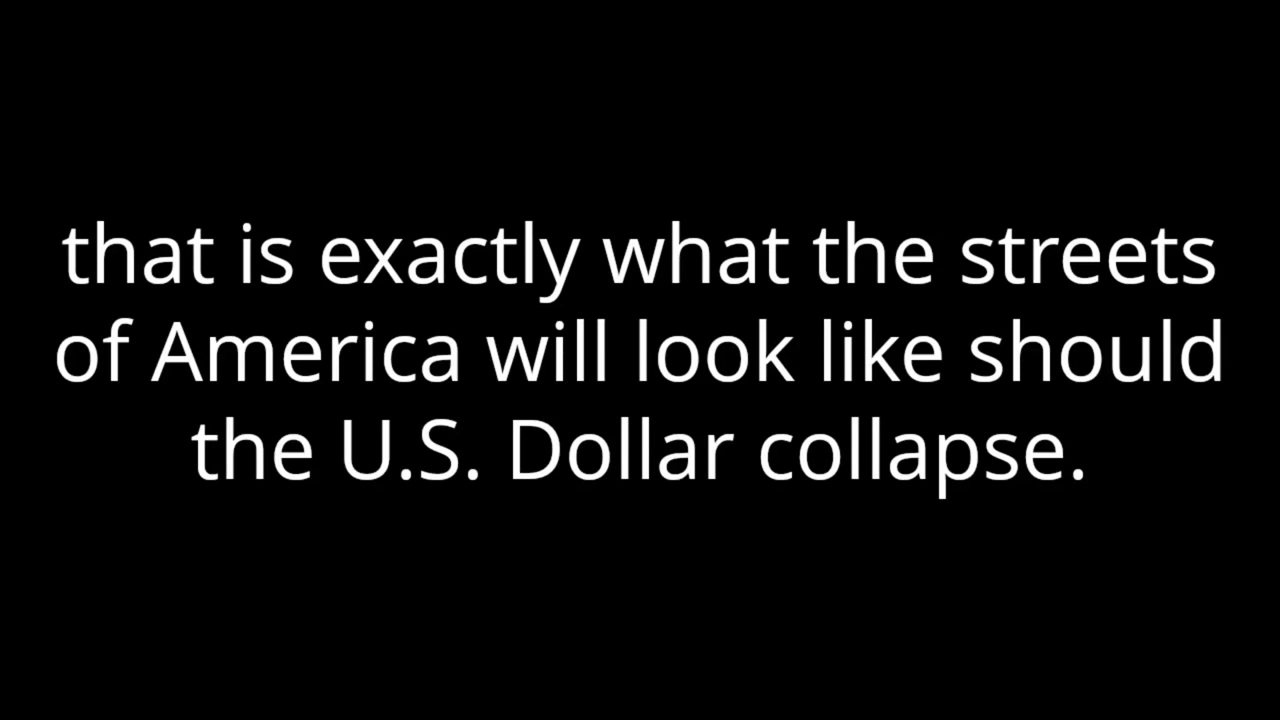 that is exactly what the streets
of America will look like should
the U.S. Dollar collapse.